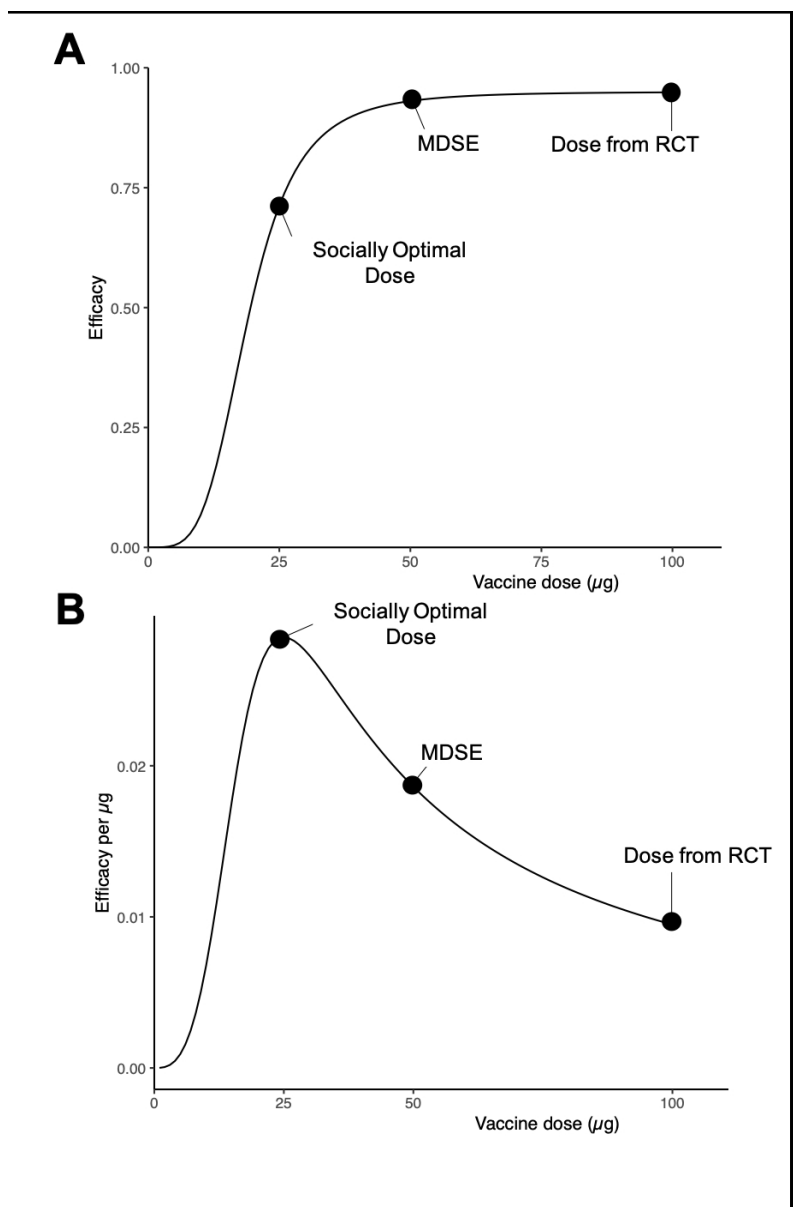 A
1.00
MDSE
Dose from RCT
0.75
Socially Optimal
Dose
Efficacy
0.50
0.25
0.00
0 25 50 75 100
Vaccine dose (µg)
B
Socially Optimal
Dose
MDSE
0.02
Efficacy per µg
Dose from RCT
0.01
0.00
0 25 50 100
Vaccine dose (µg)